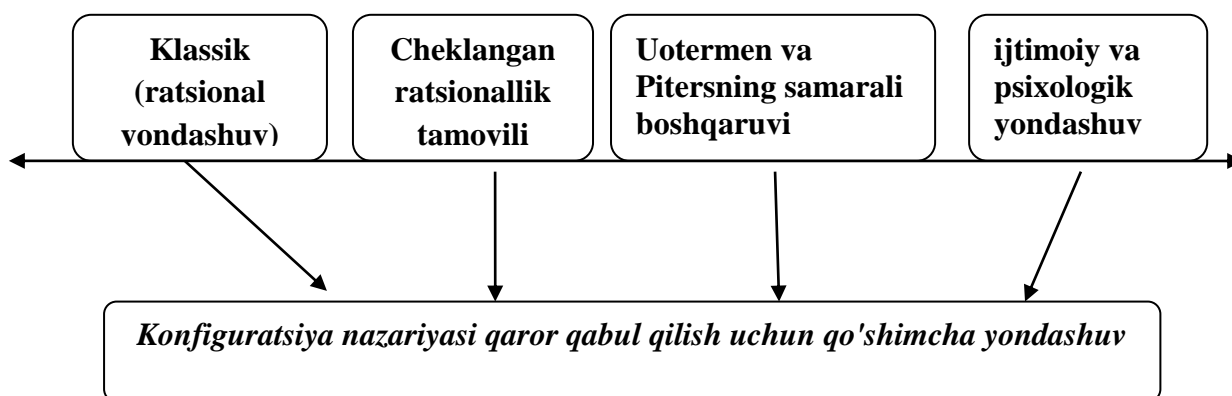 Klassik
(ratsional
yondashuv)
Cheklangan
ratsionallik
tamovili
Uotermen va
Pitersning samarali
boshqaruvi
ijtimoiy va
psixologik
yondashuv
Konfiguratsiya nazariyasi qaror qabul qilish uchun qo'shimcha yondashuv